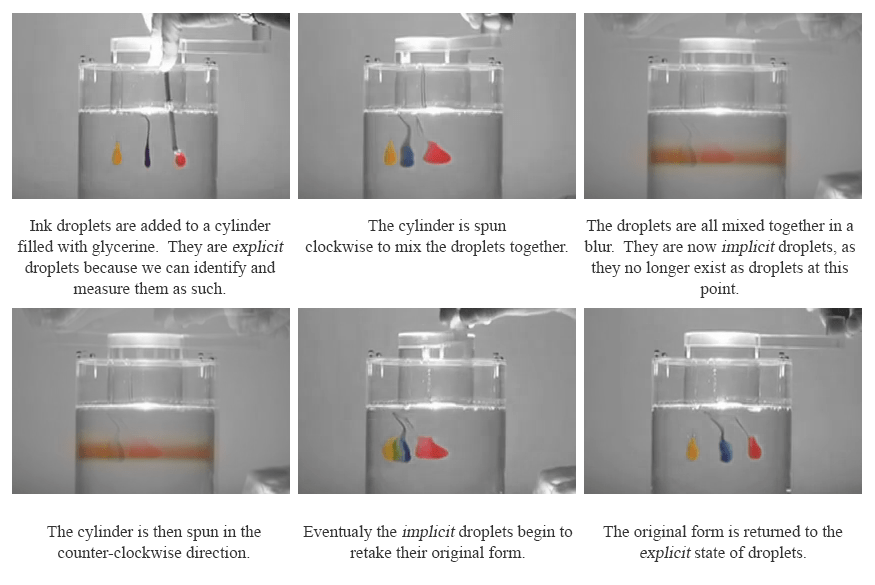 Ink droplets are added to a cylinder
filled with glycerine.  They are explicit
droplets because we can identify and
measure them as such.
The cylinder is spun
clockwise to mix the droplets together.
The droplets are all mixed together in a
blur.  They are now implicit droplets, as
they no longer exist as droplets at this
point.
The cylinder is then spun in the
counter-clockwise direction.
Eventualy the implicit droplets begin to
retake their original form.
The original form is returned to the
explicit state of droplets.